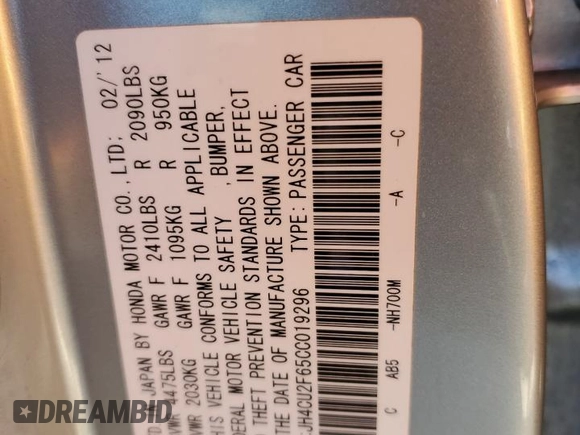 JAPAN BY HONDA MOTOR CO., LTD; 02/'12
4475LBS GAWR F 2410LBS R 2090LBS
2030KG GAWR F 1095KG R 950KG
VEHICLE CONFORMS TO ALL APPLICABLE
MOTOR VEHICLE SAFETY , BUMPER,
THEFT PREVENTION STANDARDS IN EFFECT
THE DATE OF MANUFACTURE SHOWN ABOVE.
JH4CU2F65CC019296 TYPE: PASSENGER CAR
C AB5 -NH700M -A -C
DREAMBID